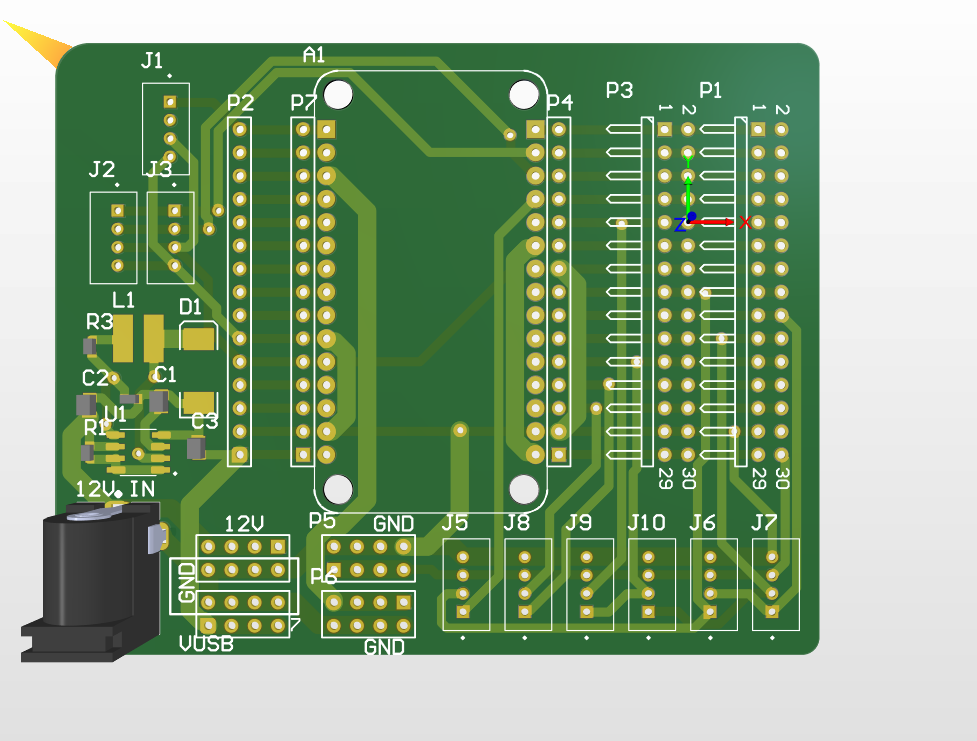 A1
J1
P3 P1
P2 P7 P4
1 2 1 2
J2 J3
Z X
L1 D1
R3
C2 C1
U1 C3
R1
29 30 29 30
12V IN
12V P5 GND J5 J8 J9 J10 J6 J7
GND P6
VUSB GND